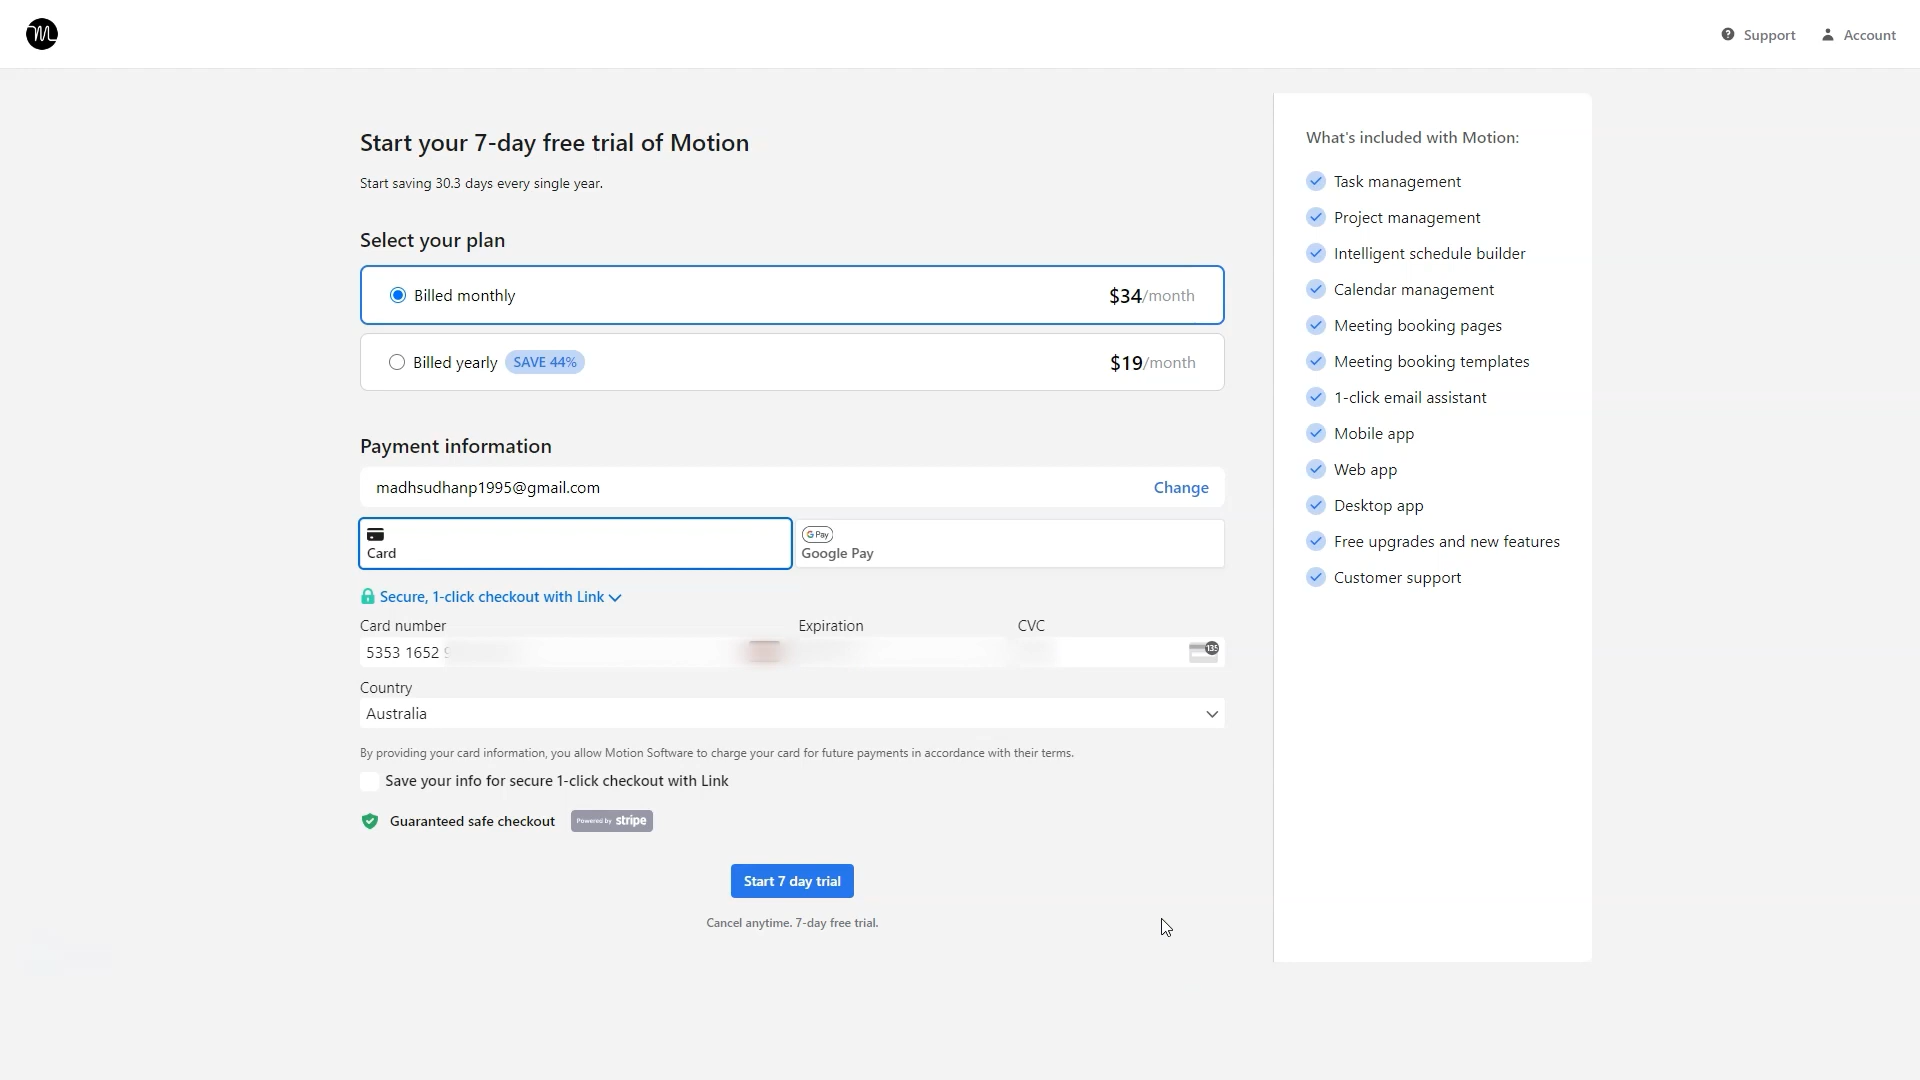 M
Support
Account
Start your 7-day free trial of Motion
Start saving 30.3 days every single year.
Select your plan
Billed monthly
$34/month
Billed yearly
SAVE 44%
$19/month
Payment information
madhsudhanp1995@gmail.com
Change
Card
G Pay
Google Pay
Secure, 1-click checkout with Link
Card number
Expiration
CVC
5353 1652
135
Country
Australia
By providing your card information, you allow Motion Software to charge your card for future payments in accordance with their terms.
Save your info for secure 1-click checkout with Link
Guaranteed safe checkout
Powered by stripe
Start 7 day trial
Cancel anytime. 7-day free trial.
What's included with Motion:
Task management
Project management
Intelligent schedule builder
Calendar management
Meeting booking pages
Meeting booking templates
1-click email assistant
Mobile app
Web app
Desktop app
Free upgrades and new features
Customer support